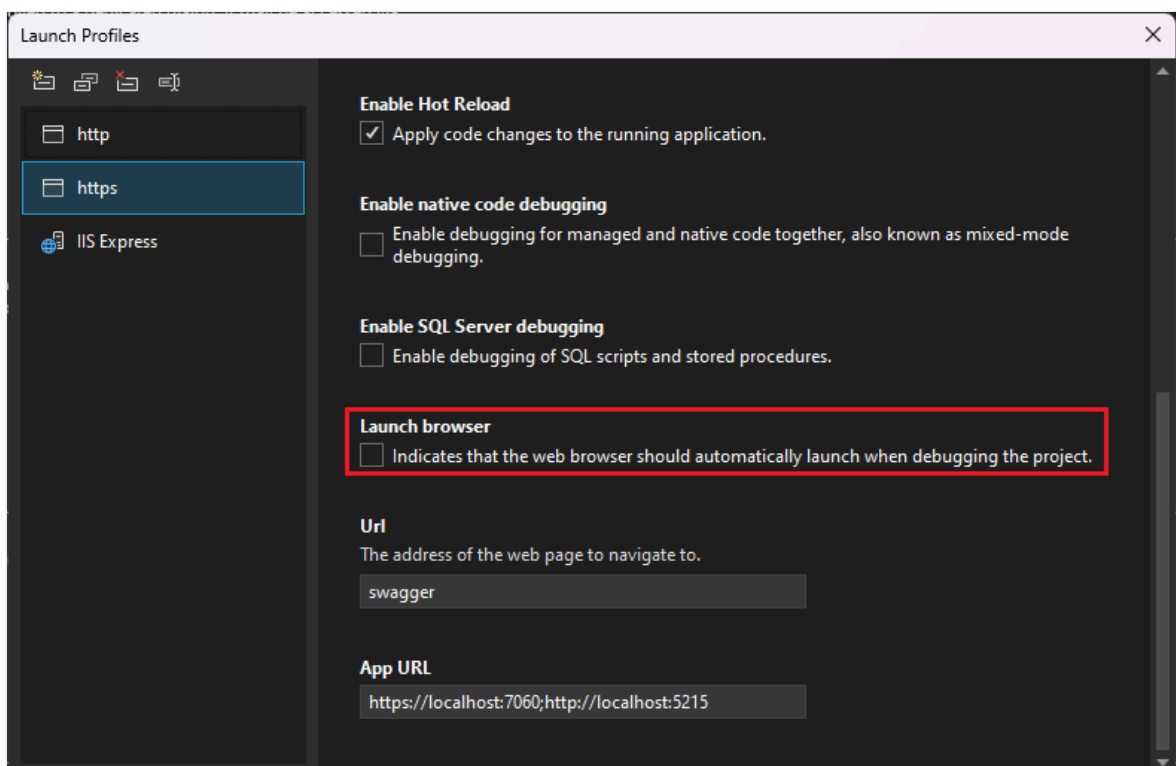 Launch Profiles
http
https
IIS Express
Enable Hot Reload
Apply code changes to the running application.
Enable native code debugging
Enable debugging for managed and native code together, also known as mixed-mode
debugging.
Enable SQL Server debugging
Enable debugging of SQL scripts and stored procedures.
Launch browser
Indicates that the web browser should automatically launch when debugging the project.
Url
The address of the web page to navigate to.
swagger
App URL
https://localhost:7060;http://localhost:5215